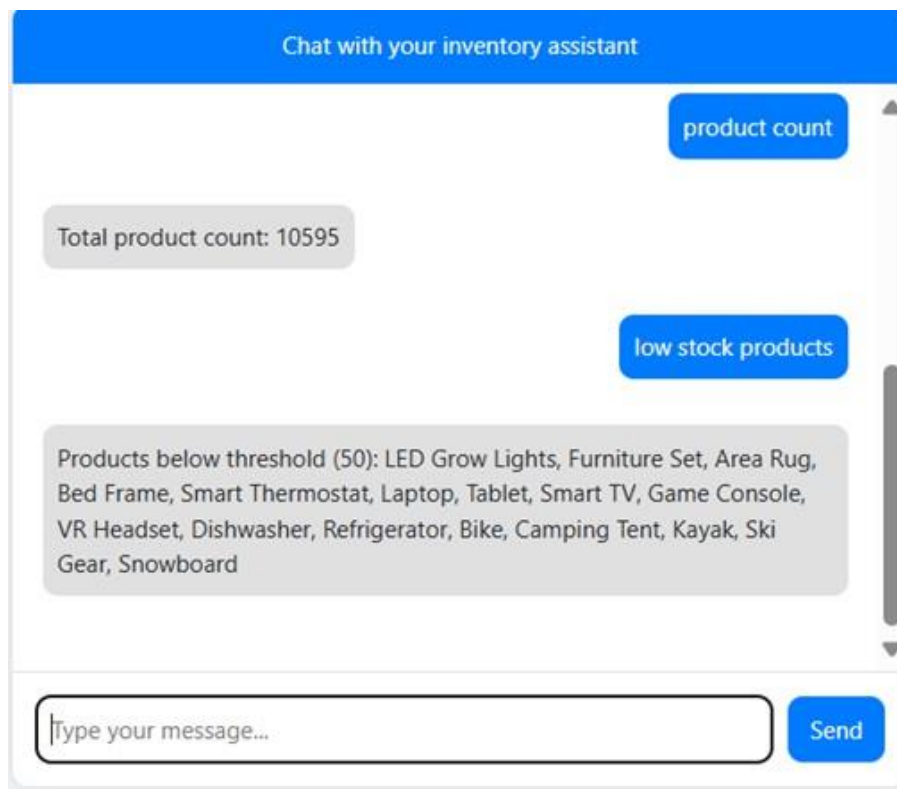 Chat with your inventory assistant
product count
Total product count: 10595
low stock products
Products below threshold (50): LED Grow Lights, Furniture Set, Area Rug,
Bed Frame, Smart Thermostat, Laptop, Tablet, Smart TV, Game Console,
VR Headset, Dishwasher, Refrigerator, Bike, Camping Tent, Kayak, Ski
Gear, Snowboard
Type your message...
Send